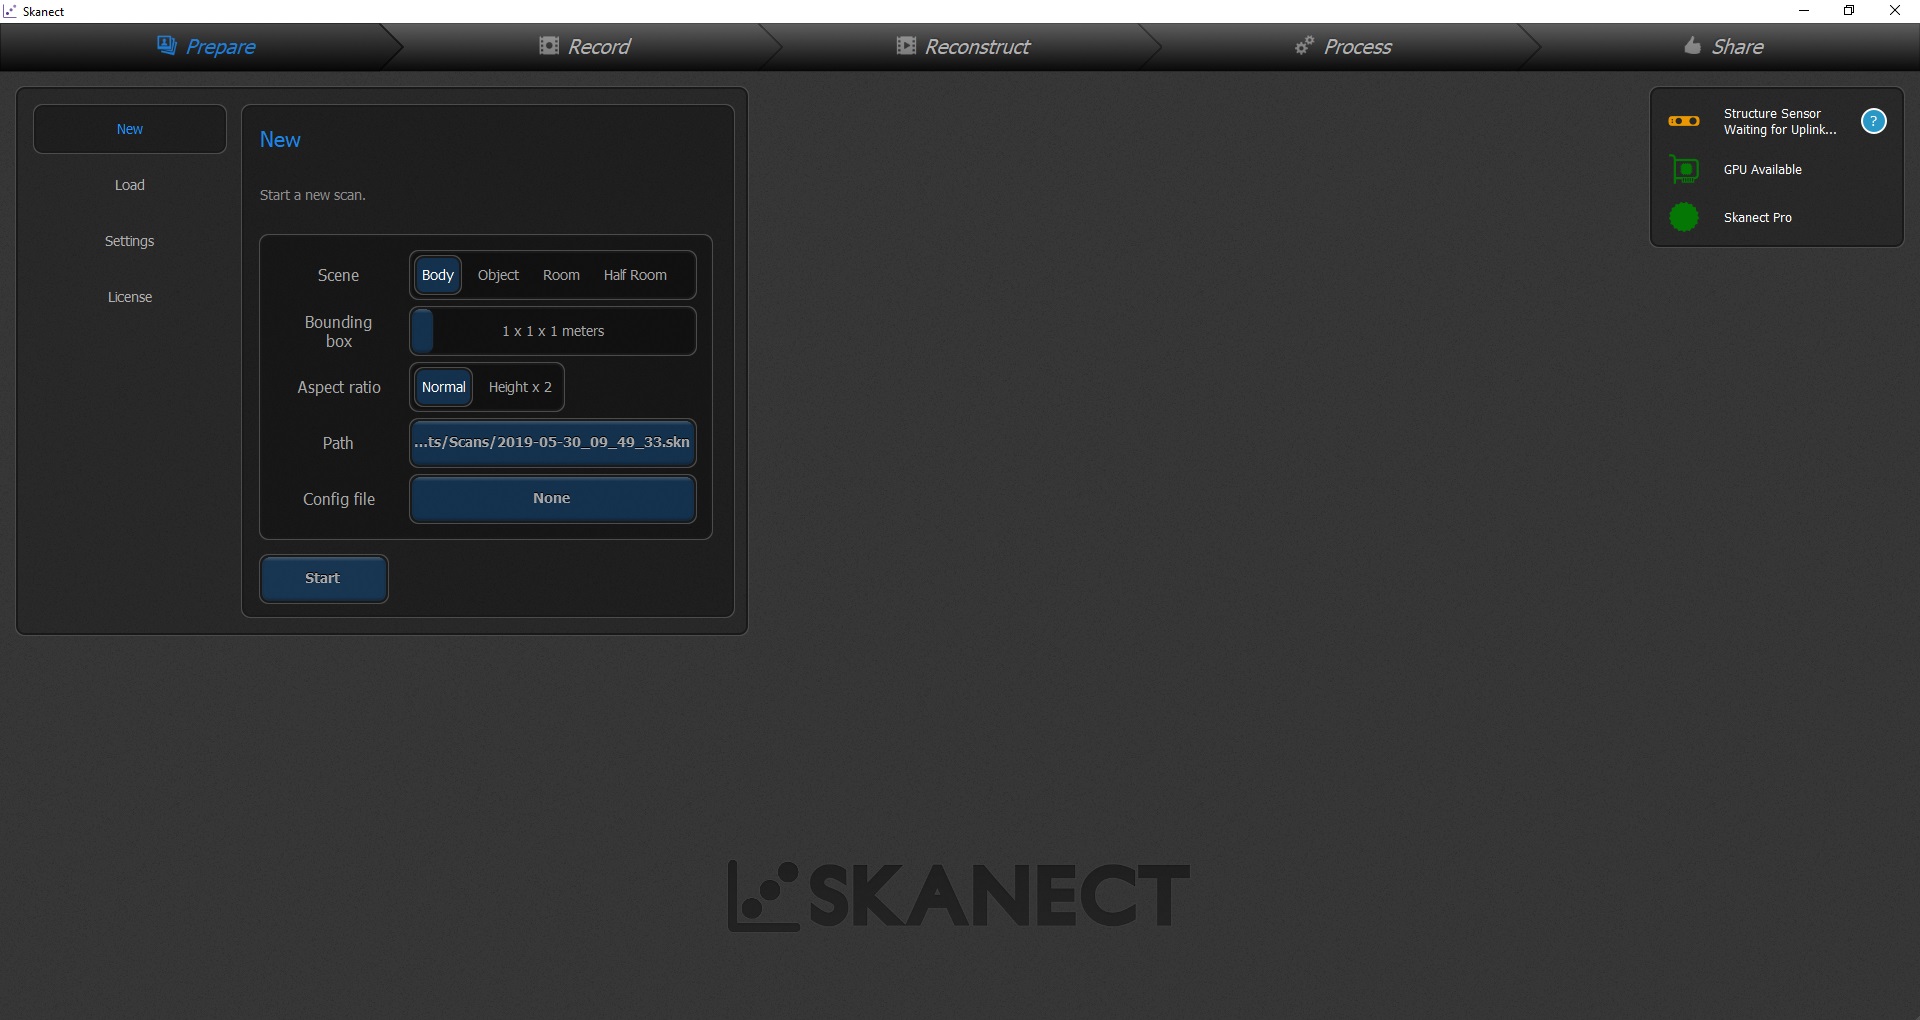 Skanect
Prepare
Record
Reconstruct
Process
Share
New
Load
Settings
License
New
Start a new scan.
Scene
Body
Object
Room
Half Room
Bounding
box
1 x 1 x 1 meters
Aspect ratio
Normal
Height x 2
Path
...ts/Scans/2019-05-30_09_49_33.skn
Config file
None
Start
Structure Sensor
Waiting for Uplink...
?
GPU Available
Skanect Pro
SKANECT